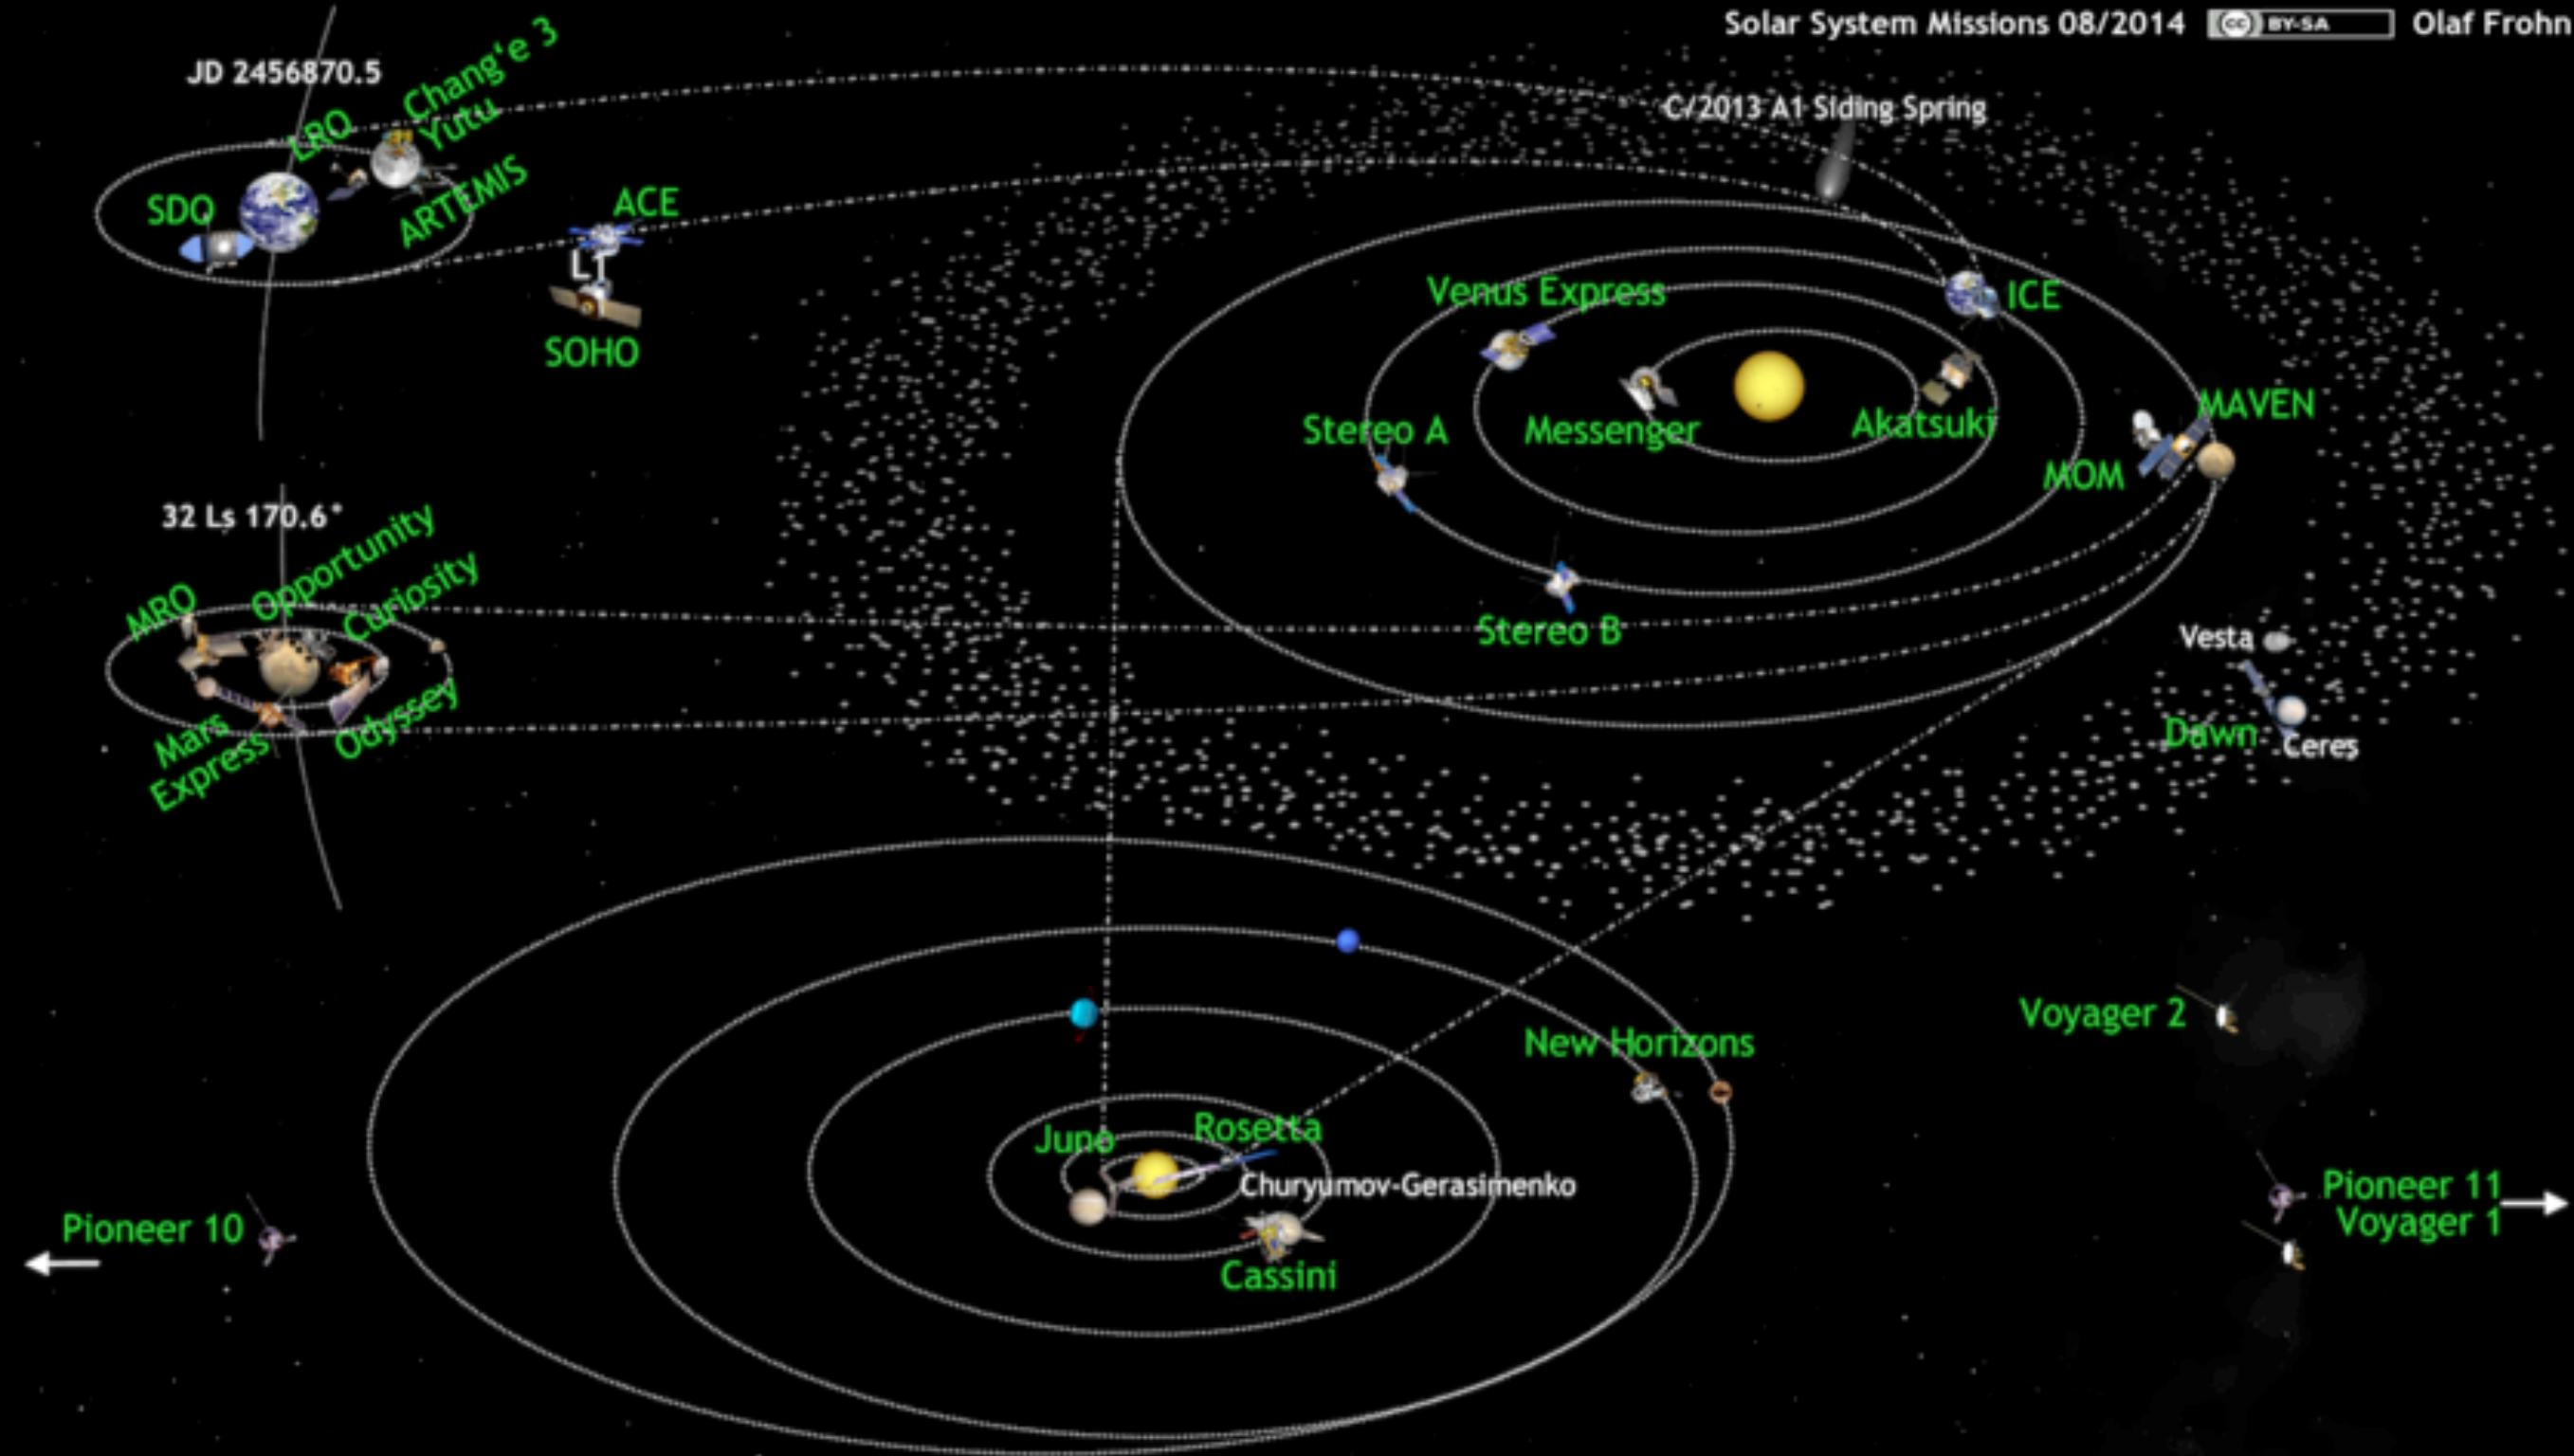 Solar System Missions 08/2014 cc BY-SA Olaf Frohn
JD 2456870.5
Chang'e 3
Yutu
LRO
ARTEMIS
SDO
ACE
L1
SOHO
C/2013 A1 Siding Spring
Venus Express
ICE
Stereo A
Messenger
Akatsuki
MAVEN
MOM
Stereo B
32 Ls 170.6°
Opportunity
Curiosity
MRO
Mars
Express
Odyssey
Vesta
Dawn
Ceres
Voyager 2
New Horizons
Juno
Rosetta
Churyumov-Gerasimenko
Cassini
Pioneer 10
Pioneer 11
Voyager 1